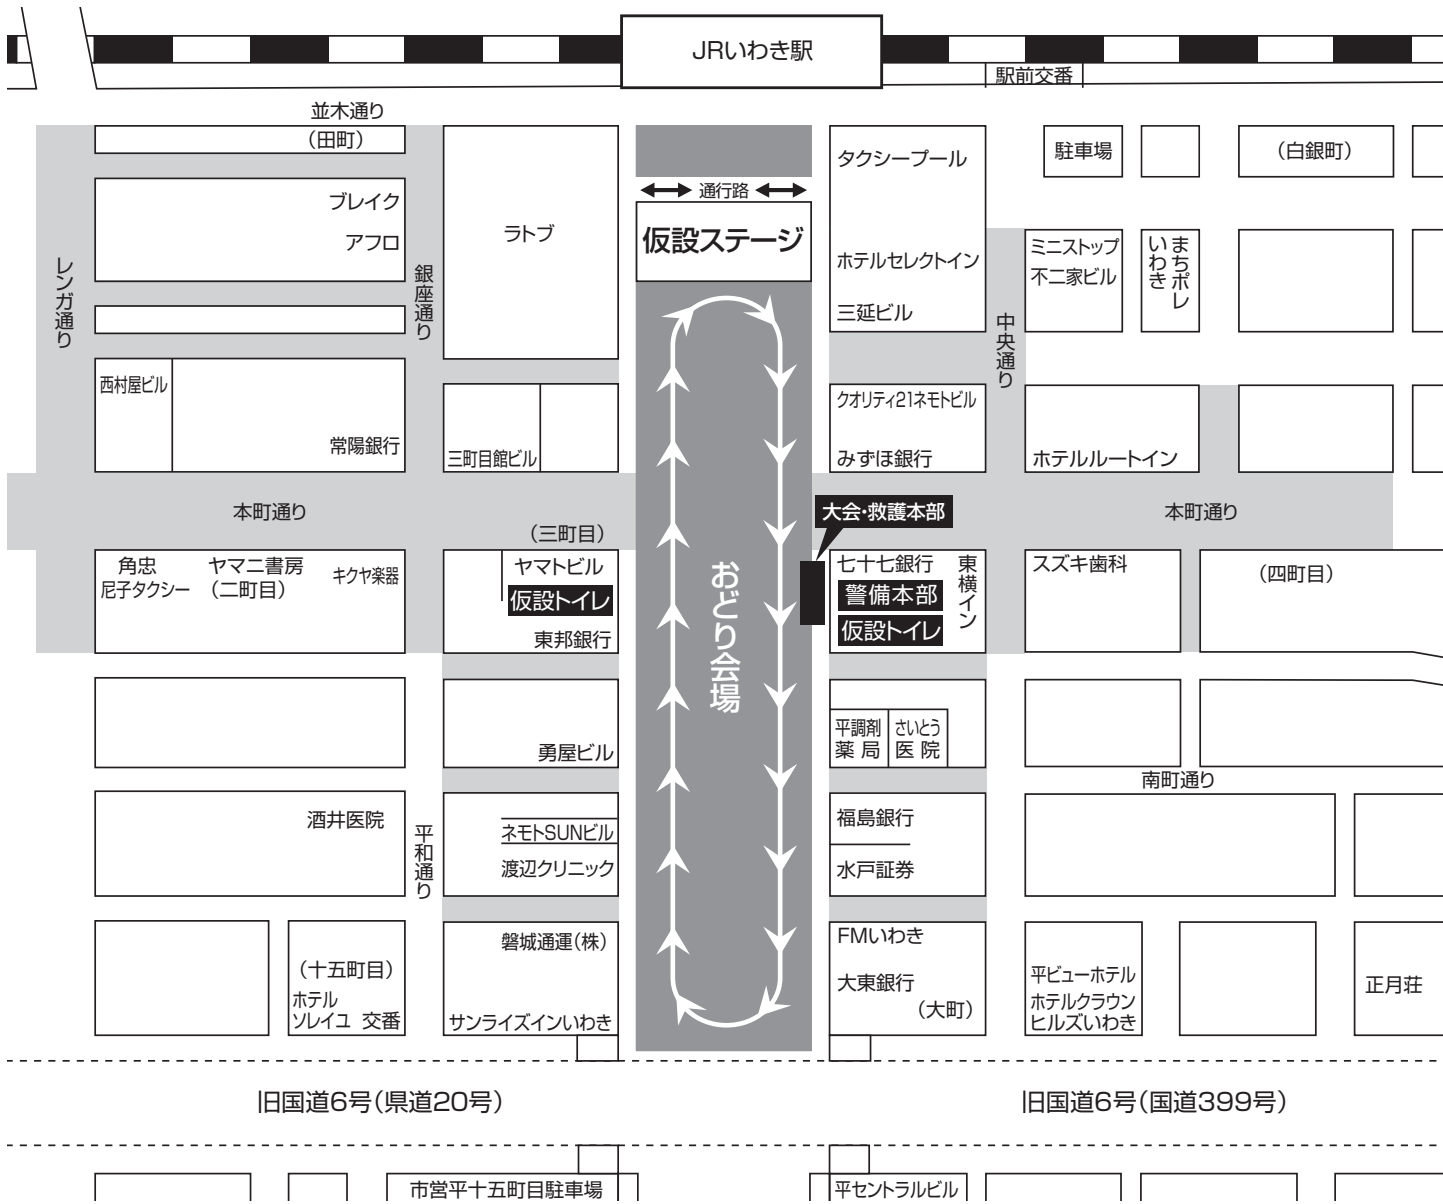 JRいわき駅
駅前交番
並木通り
(田町)
ブレイク
アフロ
レンガ通り
銀座通り
ラトブ
通行路
仮設ステージ
タクシープール
ホテルセレクトイン
三延ビル
駐車場
(白銀町)
ミニストップ
不二家ビル
まちポレ
いわき
中央通り
西村屋ビル
常陽銀行
三町目館ビル
クオリティ21ネモトビル
みずほ銀行
ホテルルートイン
本町通り
(三町目)
大会・救護本部
本町通り
角忠
尼子タクシー
ヤマニ書房
(二町目)
キクヤ楽器
ヤマトビル
仮設トイレ
東邦銀行
おどり会場
七十七銀行
警備本部
仮設トイレ
東横イン
スズキ歯科
(四町目)
勇屋ビル
平調剤
薬局
さいとう
医院
南町通り
酒井医院
平和通り
ネモトSUNビル
渡辺クリニック
福島銀行
水戸証券
(十五町目)
ホテル
ソレイユ
交番
磐城通運(株)
サンライズインいわき
FMいわき
大東銀行
(大町)
平ビューホテル
ホテルクラウン
ヒルズいわき
正月荘
旧国道6号(県道20号)
旧国道6号(国道399号)
市営平十五町目駐車場
平セントラルビル